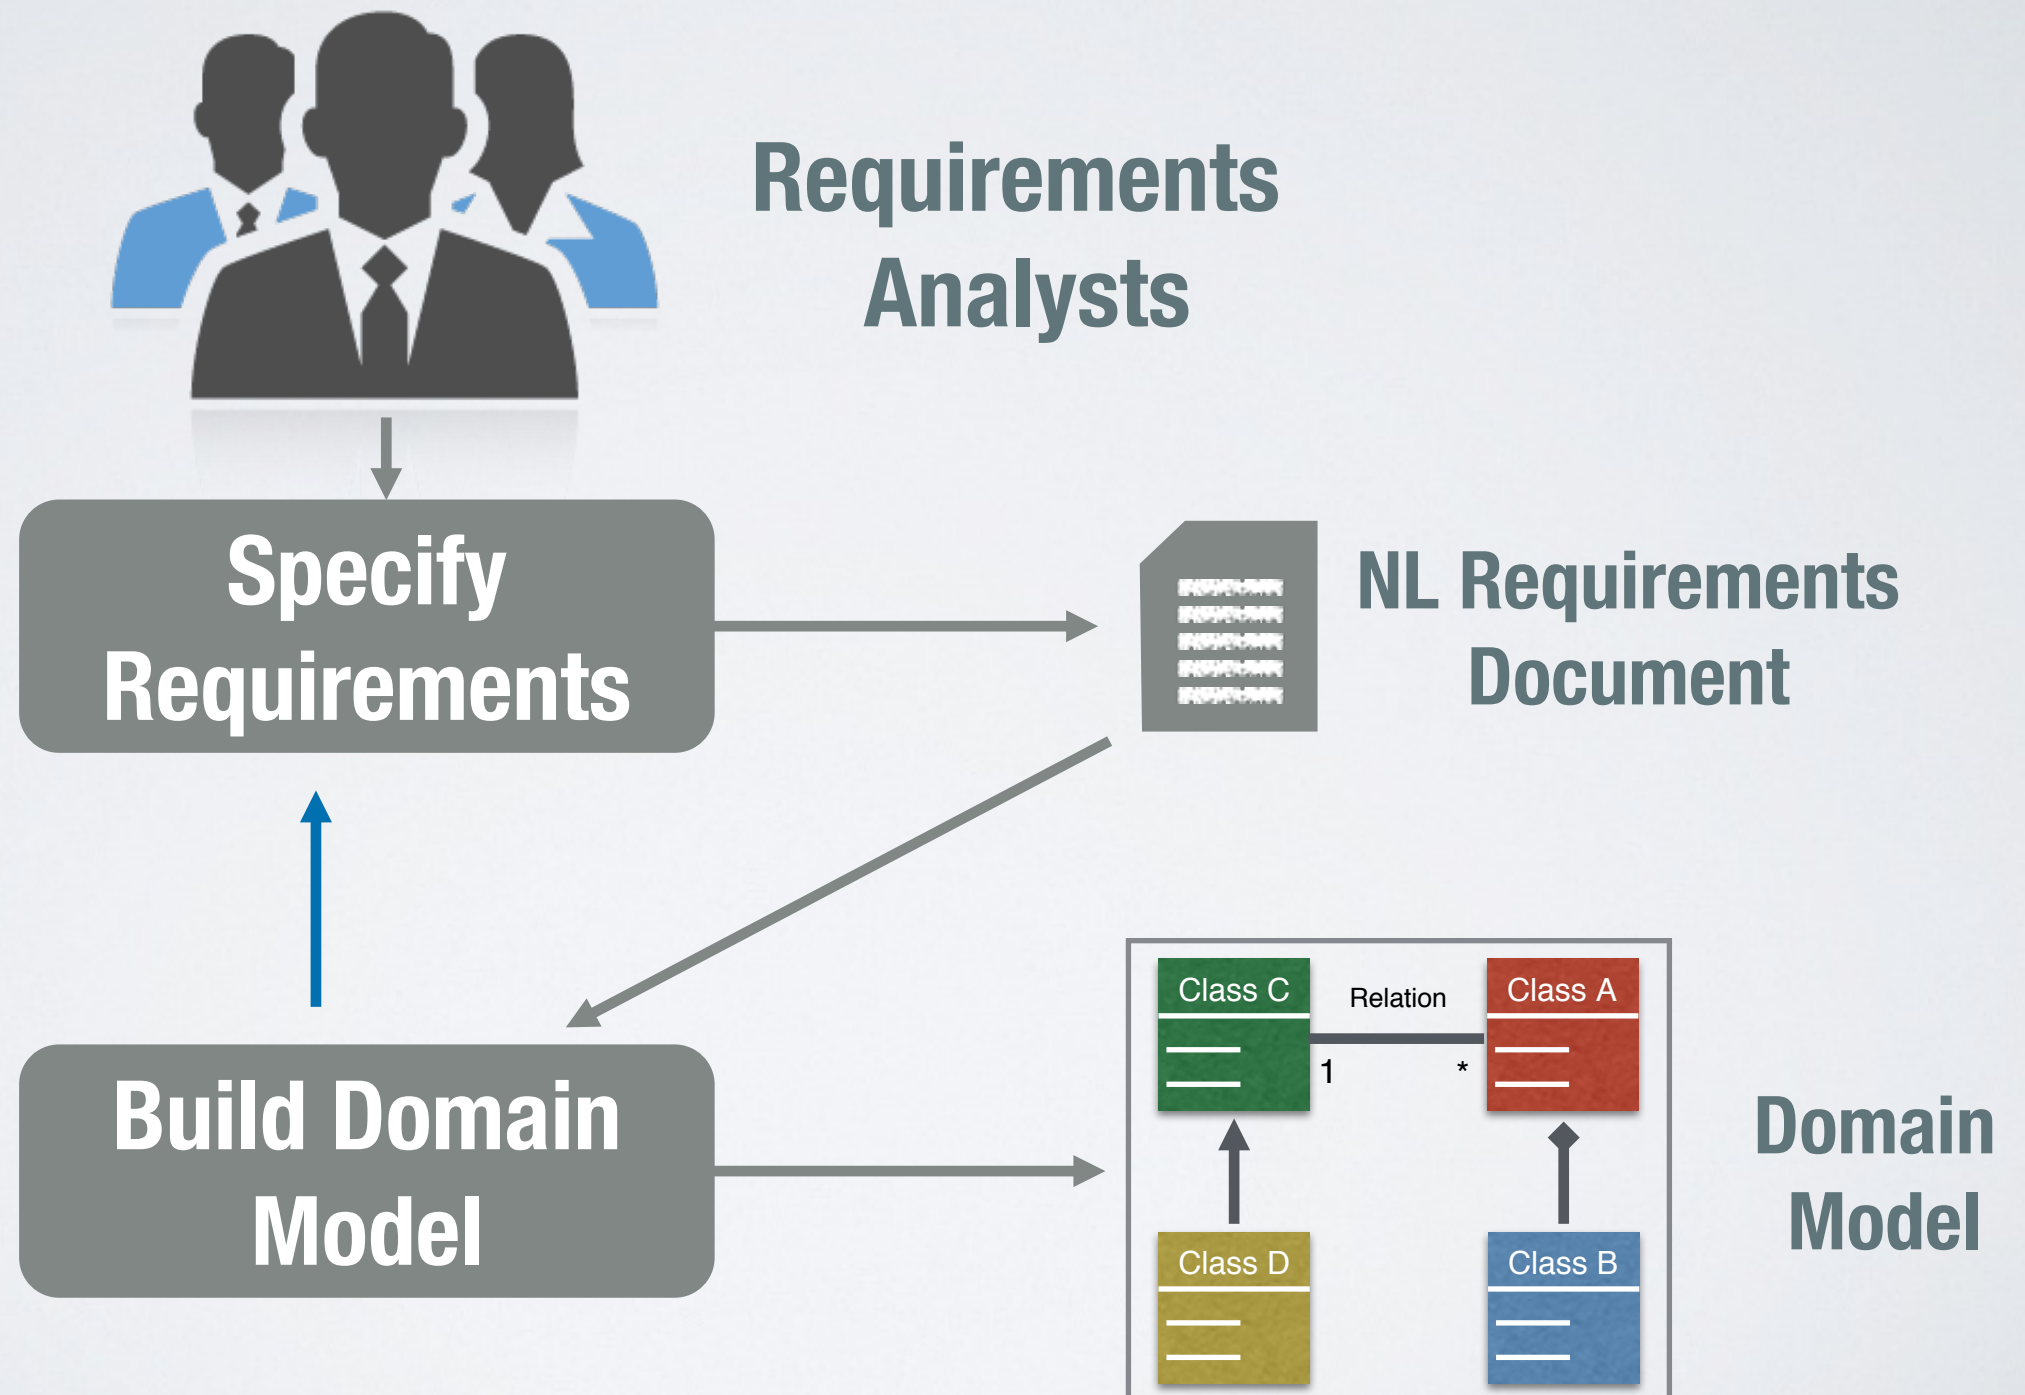 Requirements
Analysts
Specify
Requirements
NL Requirements
Document
Build Domain
Model
Class C
Relation
Class A
1
*
Class D
Class B
Domain
Model